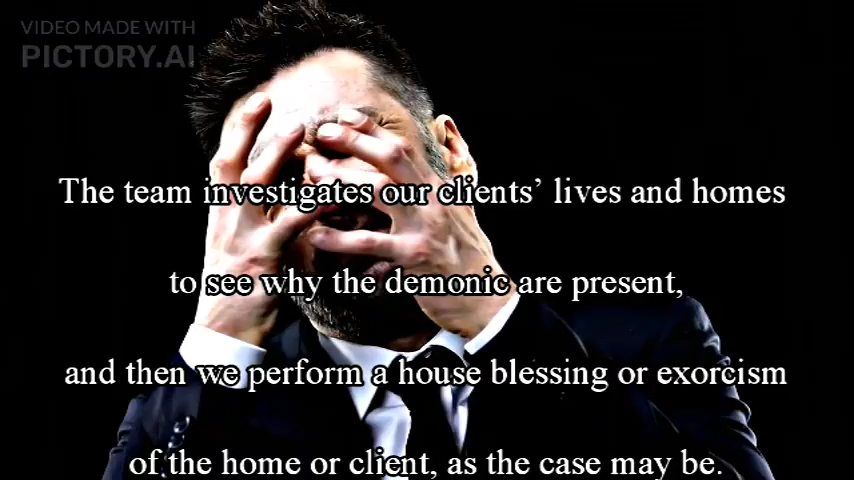 VIDEO MADE WITH
PICTORY.AI
The team investigates our clients’ lives and homes
to see why the demonic are present,
and then we perform a house blessing or exorcism
of the home or client, as the case may be.